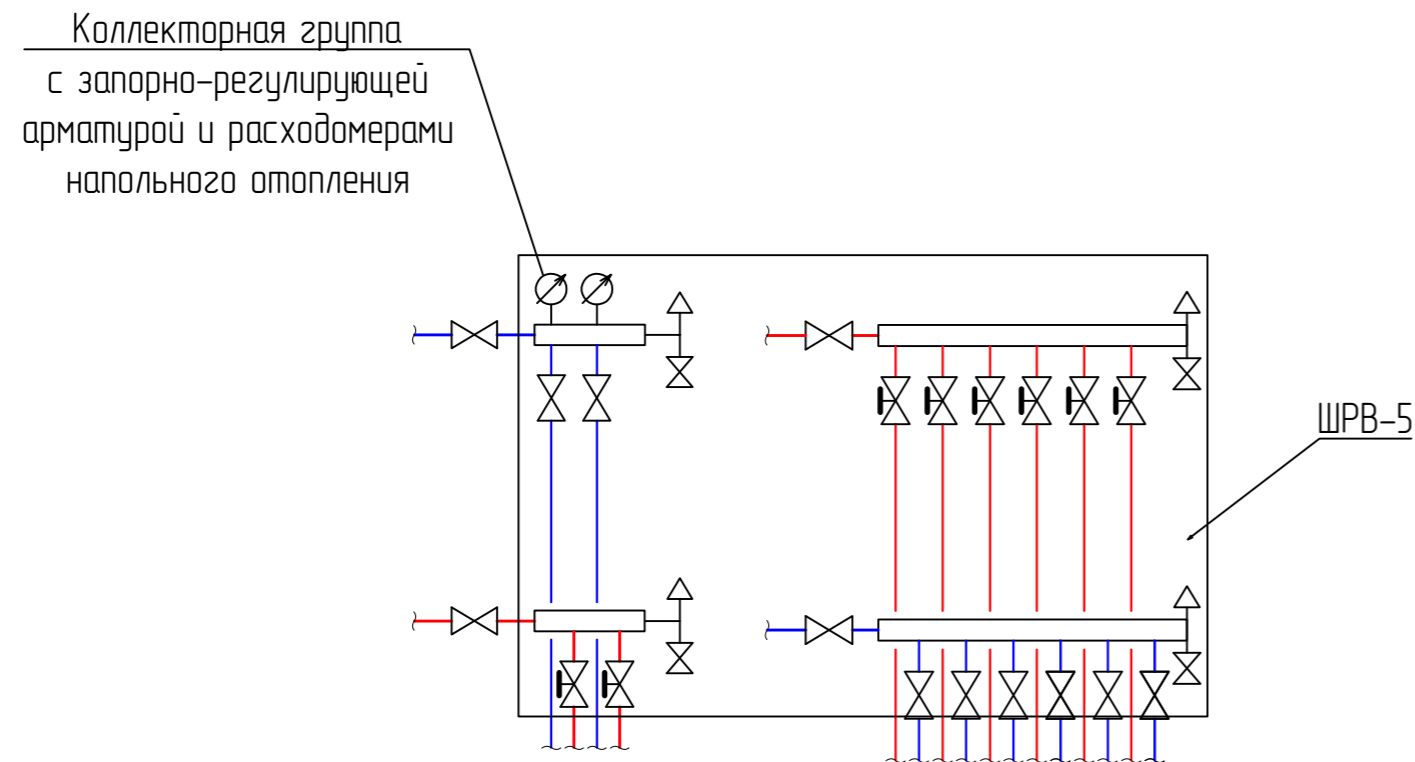 Коллекторная группа
с запорно-регулирующей
арматурой и расходомерами
напольного отопления
ШРВ-5